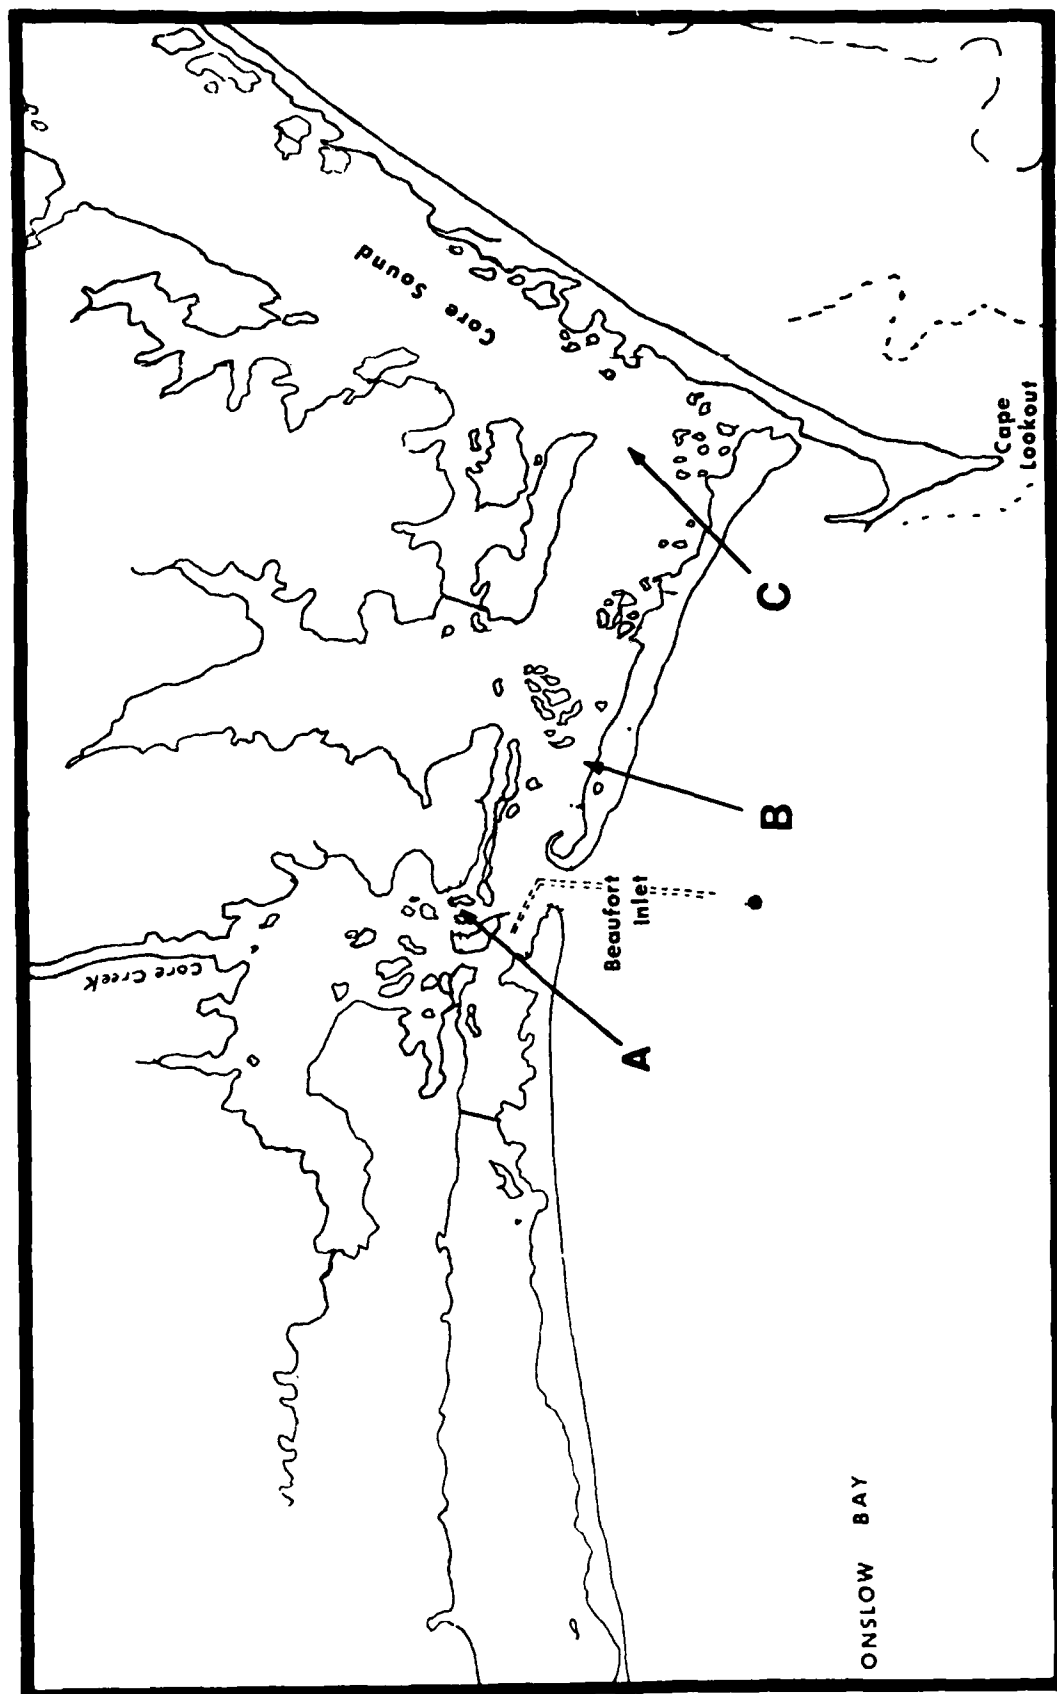 Core Sound
Cape
Lookout
C
B
Beaufort
Inlet
Core Creek
A
ONSLOW BAY